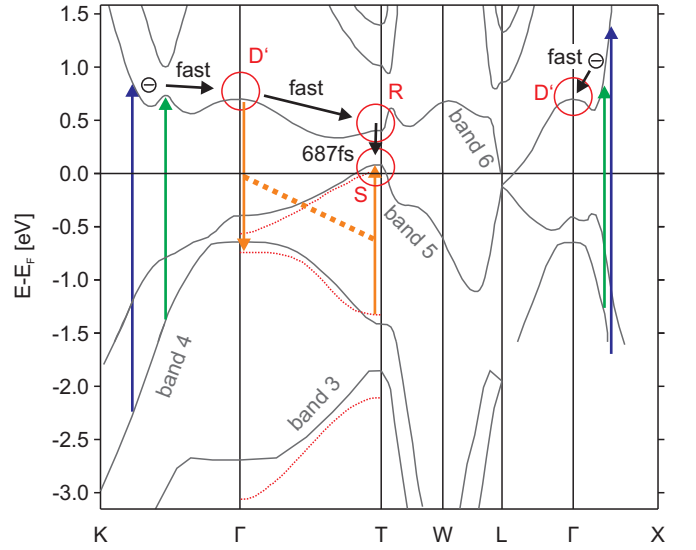 1.5
1.0
0.5
0.0
-0.5
-1.0
-1.5
-2.0
-2.5
-3.0
E-E_F [eV]
⊖
fast
D‘
fast
R
687fs
S
band 6
band 5
band 4
band 3
fast
⊖
D‘
K
Γ
T
W
L
Γ
X